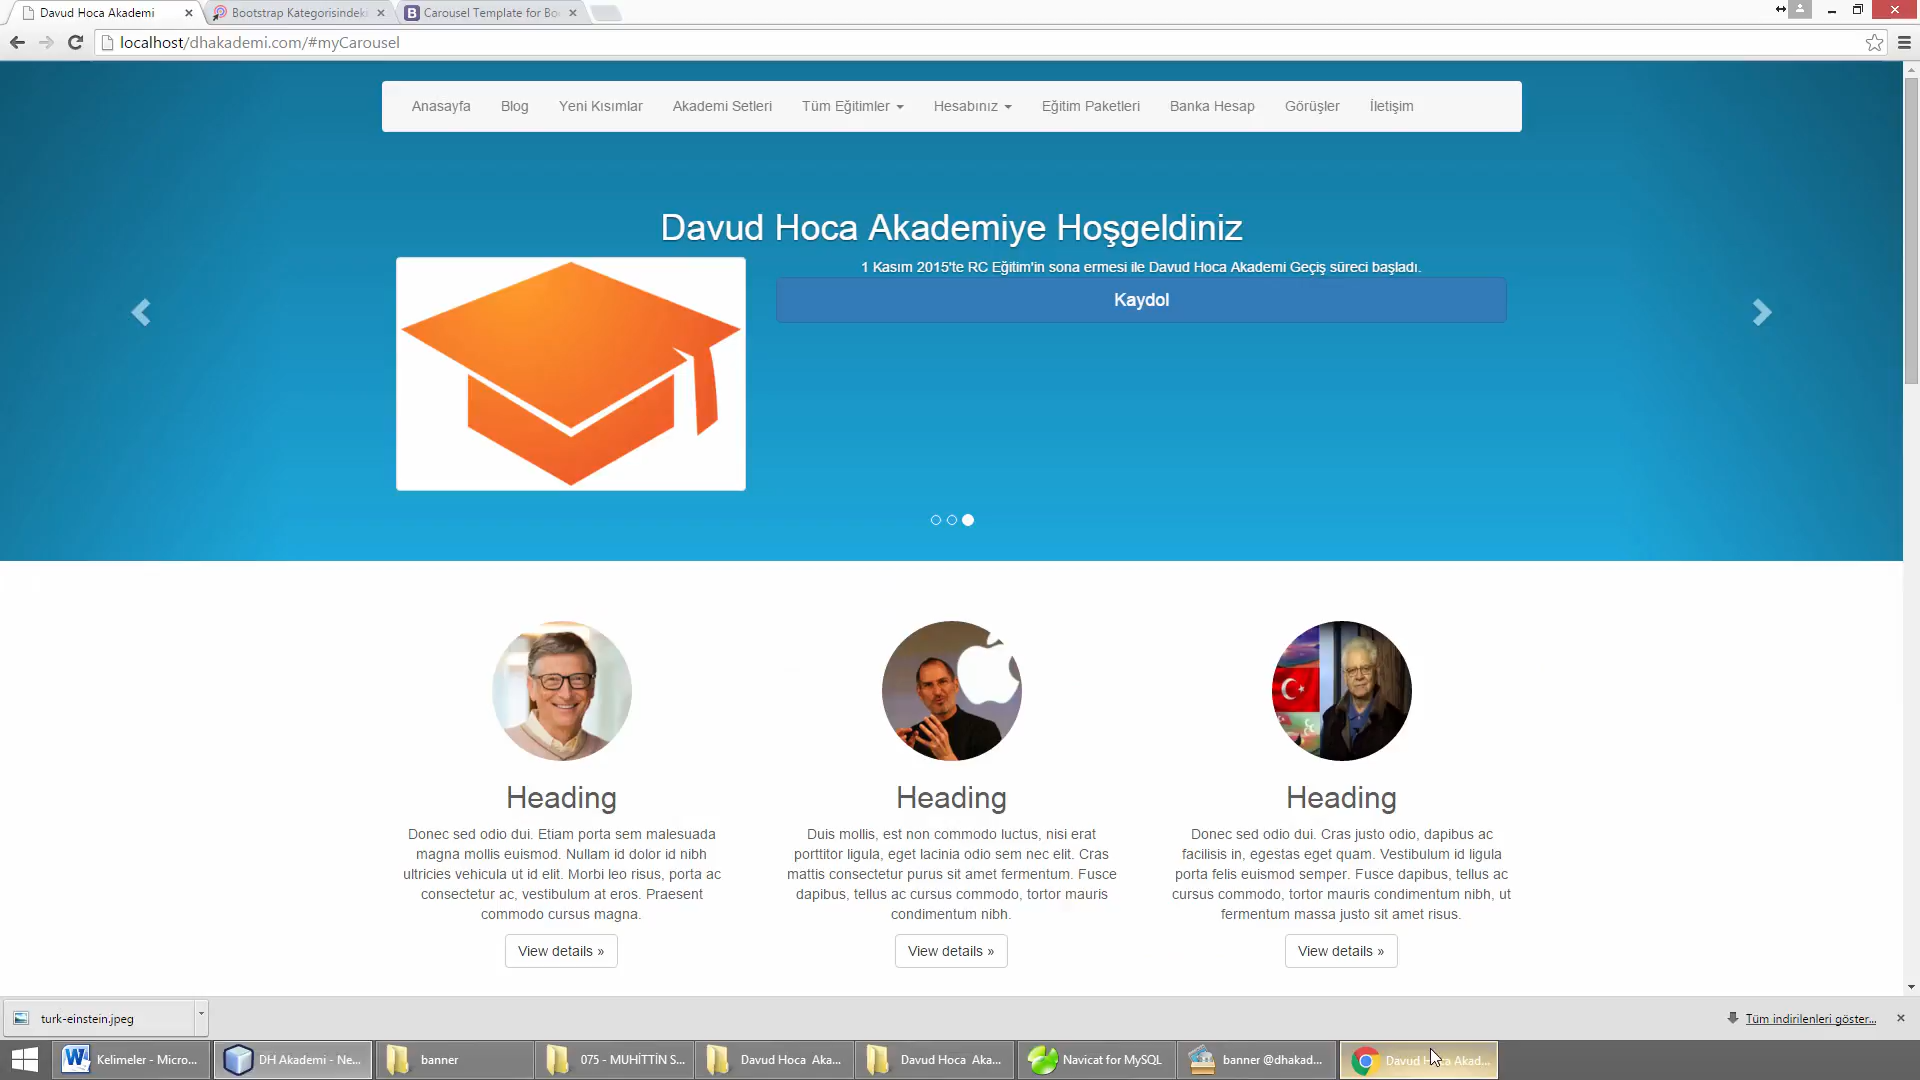 Davud Hoca Akademi
Bootstrap Kategorisindeki
Carousel Template for Bo
localhost/dhakademi.com/#myCarousel
Anasayfa Blog Yeni Kısımlar Akademi Setleri Tüm Eğitimler Hesabınız Eğitim Paketleri Banka Hesap Görüşler İletişim
Davud Hoca Akademiye Hoşgeldiniz
1 Kasım 2015'te RC Eğitim'in sona ermesi ile Davud Hoca Akademi Geçiş süreci başladı.
Kaydol
Heading
Donec sed odio dui. Etiam porta sem malesuada
magna mollis euismod. Nullam id dolor id nibh
ultricies vehicula ut id elit. Morbi leo risus, porta ac
consectetur ac, vestibulum at eros. Praesent
commodo cursus magna.
View details »
Heading
Duis mollis, est non commodo luctus, nisi erat
porttitor ligula, eget lacinia odio sem nec elit. Cras
mattis consectetur purus sit amet fermentum. Fusce
dapibus, tellus ac cursus commodo, tortor mauris
condimentum nibh.
View details »
Heading
Donec sed odio dui. Cras justo odio, dapibus ac
facilisis in, egestas eget quam. Vestibulum id ligula
porta felis euismod semper. Fusce dapibus, tellus ac
cursus commodo, tortor mauris condimentum nibh, ut
fermentum massa justo sit amet risus.
View details »
turk-einstein.jpeg
Tüm indirilenleri göster...
Kelimeler - Micro...
DH Akademi - Ne...
banner
075 - MUHİTTİN S...
Davud Hoca Aka...
Davud Hoca Aka...
Navicat for MySQL
banner @dhakad...
Davud Hoca Akad...